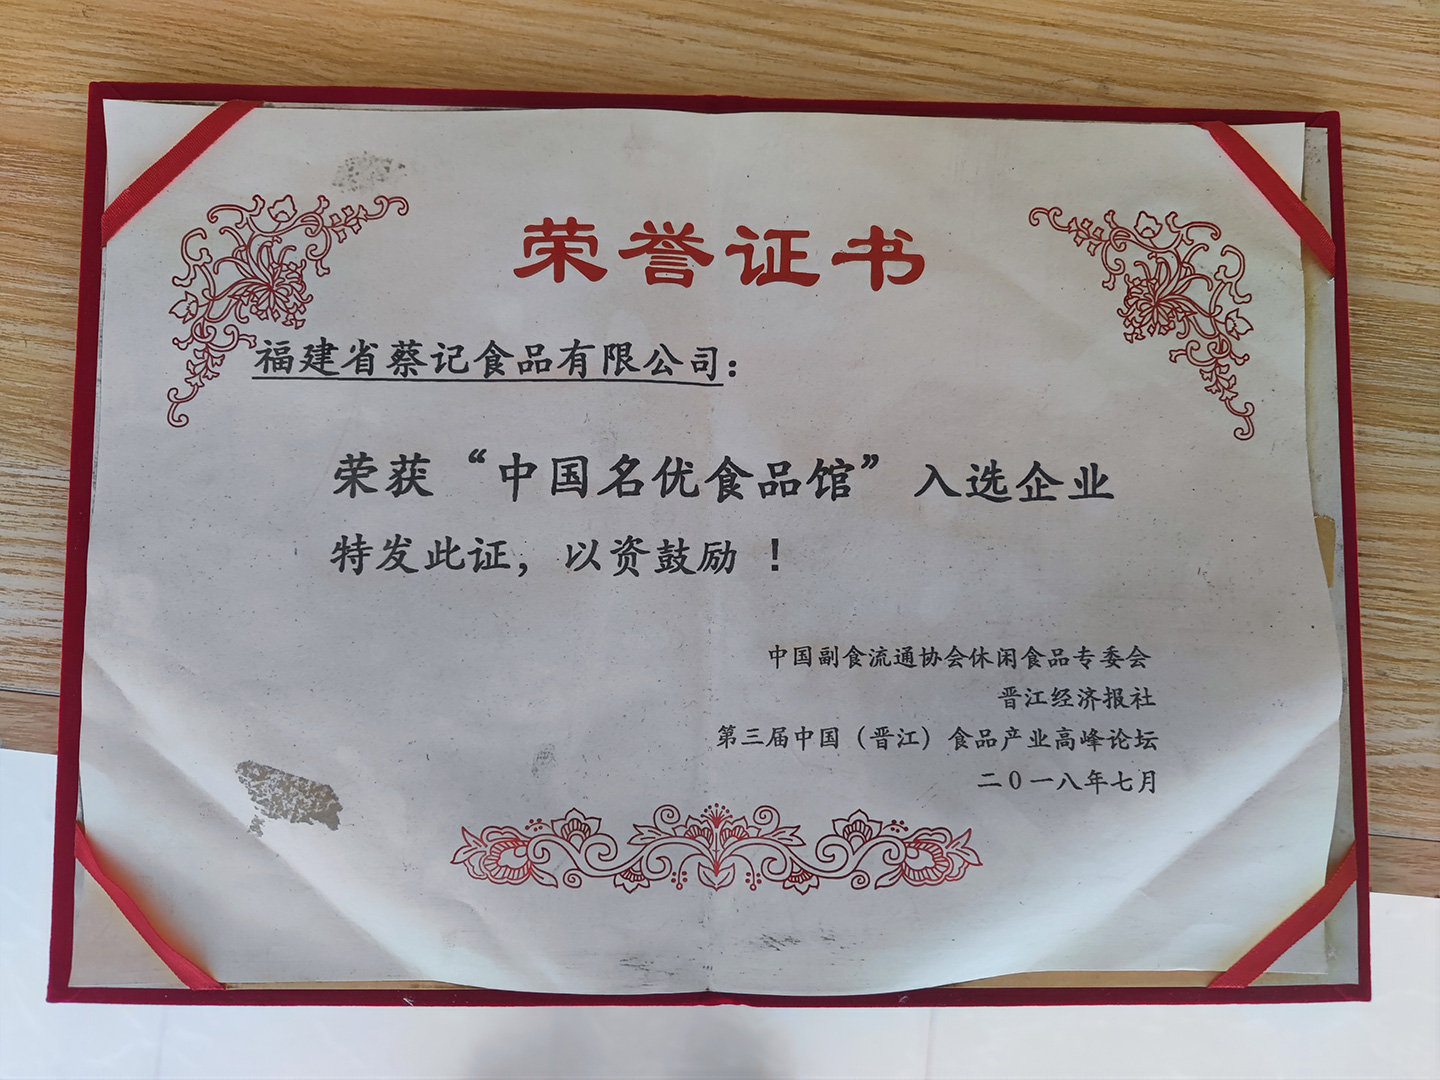 荣誉证书
福建省蔡记食品有限公司：
荣获“中国名优食品馆”入选企业
特发此证，以资鼓励！
中国副食流通协会休闲食品专委会
晋江经济报社
第三届中国（晋江）食品产业高峰论坛
二0一八年七月